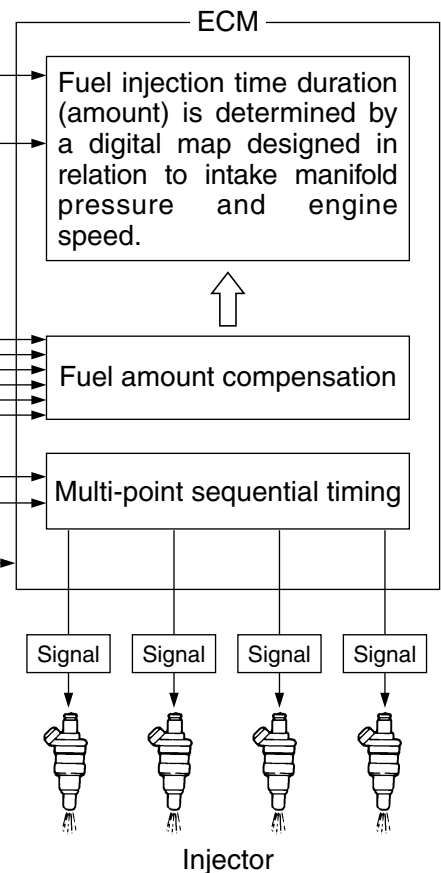 ECM
Fuel injection time duration
(amount) is determined by
a digital map designed in
relation to intake manifold
pressure and engine
speed.
Fuel amount compensation
Multi-point sequential timing
Signal Signal Signal Signal
Injector